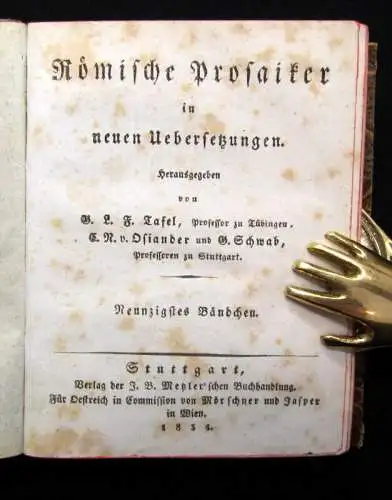 Römische Prosaiker
in
neuen Uebersetzungen.
Herausgegeben
von
G. L. F. Tafel, Professor zu Tübingen,
C. N. v. Osiander und G. Schwab,
Professoren zu Stuttgart.
Neunzigstes Bändchen.
Stuttgart,
Verlag der J. B. Metzler'schen Buchhandlung.
Für Oestreich in Commission von Mörschner und Jasper
in Wien.